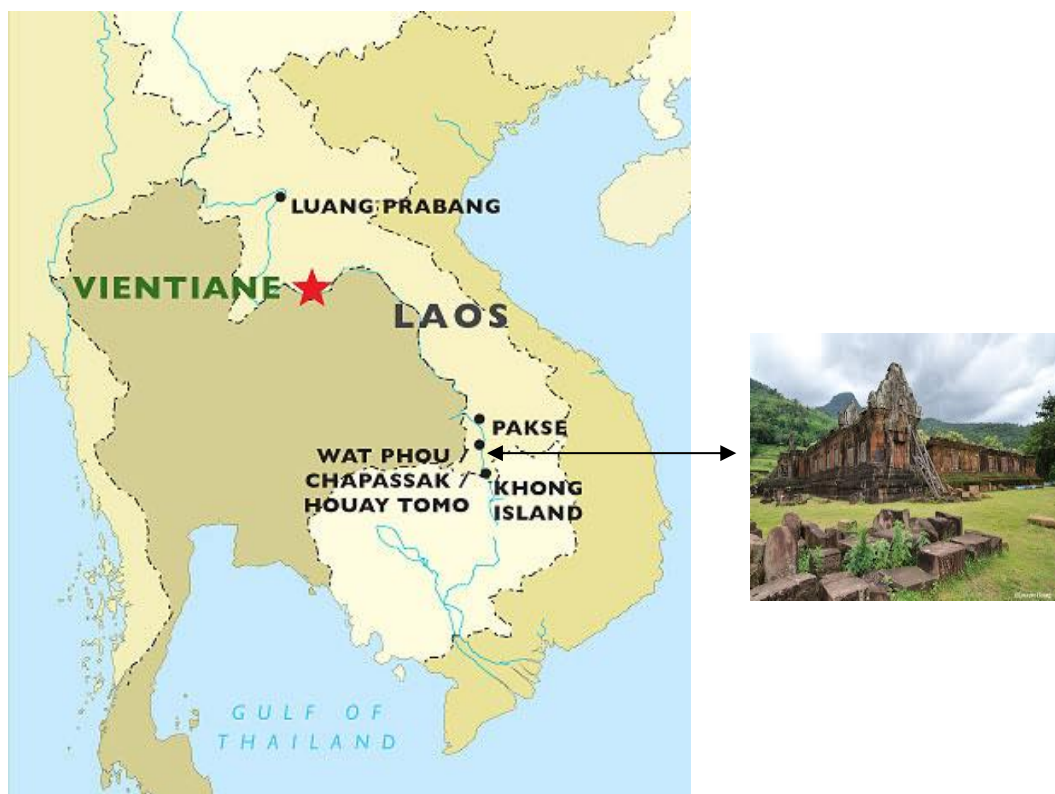 LUANG PRABANG
VIENTIANE
LAOS
PAKSE
WAT PHOU
CHAPASSAK
HOUAY TOMO
KHONG
ISLAND
GULF OF
THAILAND